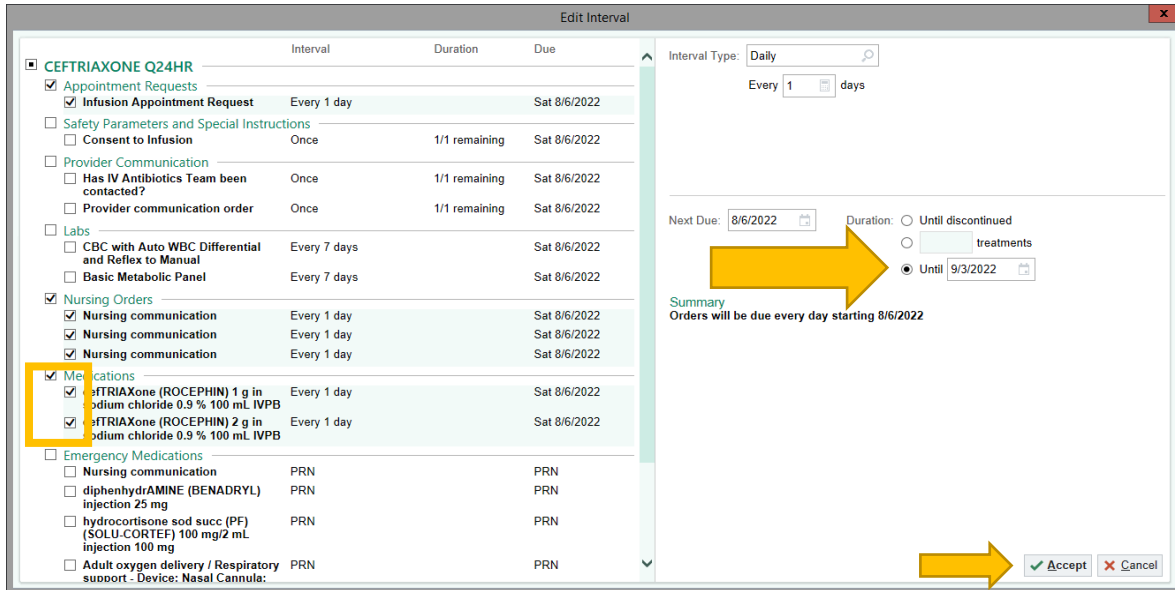 Edit Interval
x
Interval Duration Due
CEFTRIAXONE Q24HR
Appointment Requests
Infusion Appointment Request Every 1 day Sat 8/6/2022
Safety Parameters and Special Instructions
Consent to Infusion Once 1/1 remaining Sat 8/6/2022
Provider Communication
Has IV Antibiotics Team been Once 1/1 remaining Sat 8/6/2022
contacted?
Provider communication order Once 1/1 remaining Sat 8/6/2022
Labs
CBC with Auto WBC Differential Every 7 days Sat 8/6/2022
and Reflex to Manual
Basic Metabolic Panel Every 7 days Sat 8/6/2022
Nursing Orders
Nursing communication Every 1 day Sat 8/6/2022
Nursing communication Every 1 day Sat 8/6/2022
Nursing communication Every 1 day Sat 8/6/2022
Medications
cefTRIAXone (ROCEPHIN) 1 g in Every 1 day Sat 8/6/2022
sodium chloride 0.9 % 100 mL IVPB
cefTRIAXone (ROCEPHIN) 2 g in Every 1 day Sat 8/6/2022
sodium chloride 0.9 % 100 mL IVPB
Emergency Medications
Nursing communication PRN PRN
diphenhydrAMINE (BENADRYL) PRN PRN
injection 25 mg
hydrocortisone sod succ (PF) PRN PRN
(SOLU-CORTEF) 100 mg/2 mL
injection 100 mg
Adult oxygen delivery / Respiratory PRN PRN
support - Device: Nasal Cannula:
Interval Type: Daily
Every 1 days
Next Due: 8/6/2022 Duration: Until discontinued
treatments
Until 9/3/2022
Summary
Orders will be due every day starting 8/6/2022
Accept Cancel